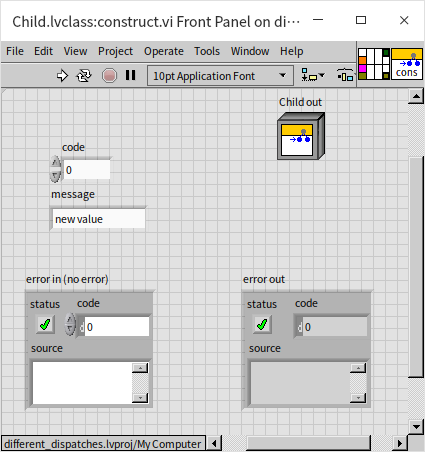 Child.lvclass:construct.vi Front Panel on di...
File Edit View Project Operate Tools Window Help
10pt Application Font
cons
Child out
code
0
message
new value
error in (no error)
status code
d 0
source
error out
status code
d 0
source
different_dispatches.lvproj/My Computer